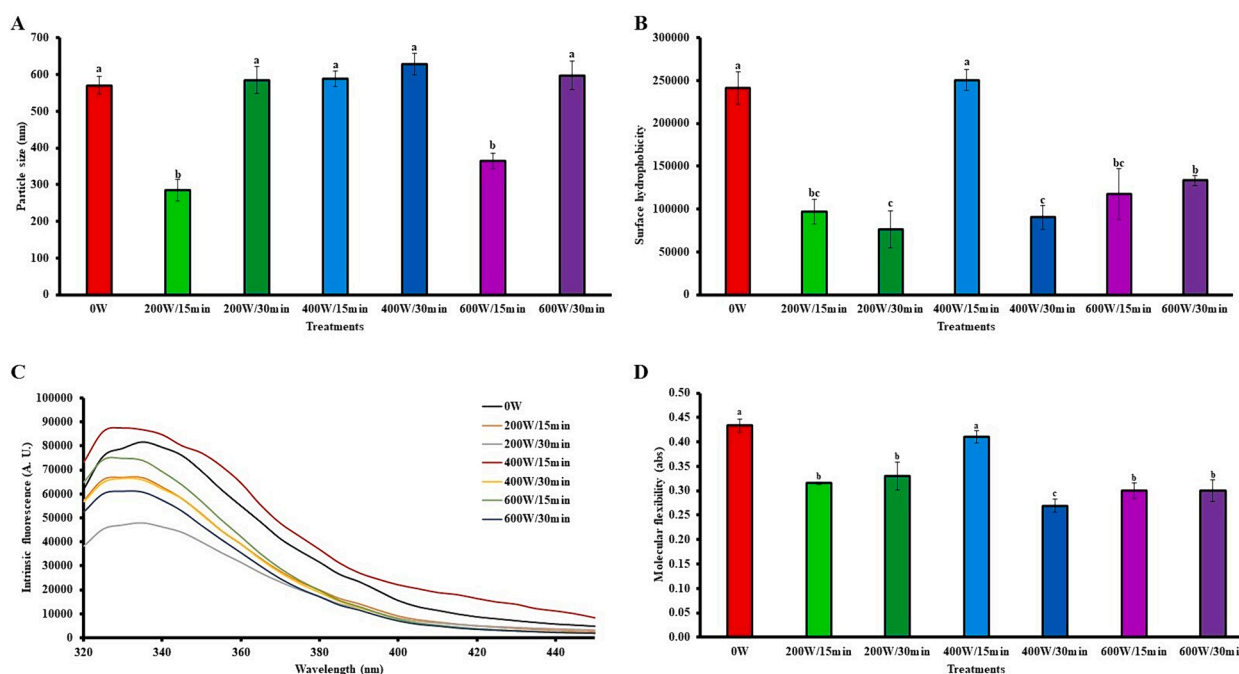 A
700
600
500
400
300
200
100
0
Particle size (nm)
a
b
a
a
a
b
a
0W
200W/15min
200W/30min
400W/15min
400W/30min
600W/15min
600W/30min
Treatments
B
300000
250000
200000
150000
100000
50000
0
Surface hydrophobicity
a
bc
c
a
c
bc
b
0W
200W/15min
200W/30min
400W/15min
400W/30min
600W/15min
600W/30min
Treatments
C
100000
90000
80000
70000
60000
50000
40000
30000
20000
10000
0
Intrinsic fluorescence (A. U.)
0W
200W/15min
200W/30min
400W/15min
400W/30min
600W/15min
600W/30min
320
340
360
380
400
420
440
Wavelength (nm)
D
0.50
0.45
0.40
0.35
0.30
0.25
0.20
0.15
0.10
0.05
0.00
Molecular flexibility (abs)
a
b
b
a
c
b
b
0W
200W/15min
200W/30min
400W/15min
400W/30min
600W/15min
600W/30min
Treatments